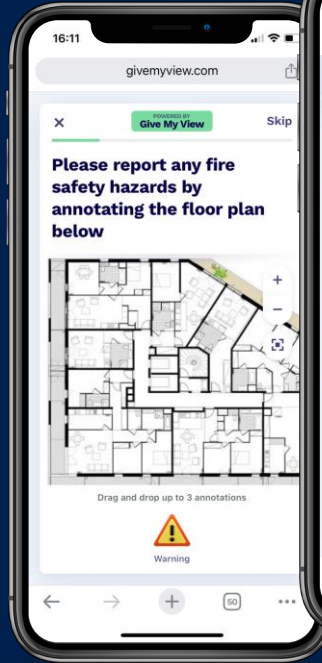 16:11
givemyview.com
POWERED BY
Give My View
Skip
Please report any fire
safety hazards by
annotating the floor plan
below
Drag and drop up to 3 annotations
Warning
50